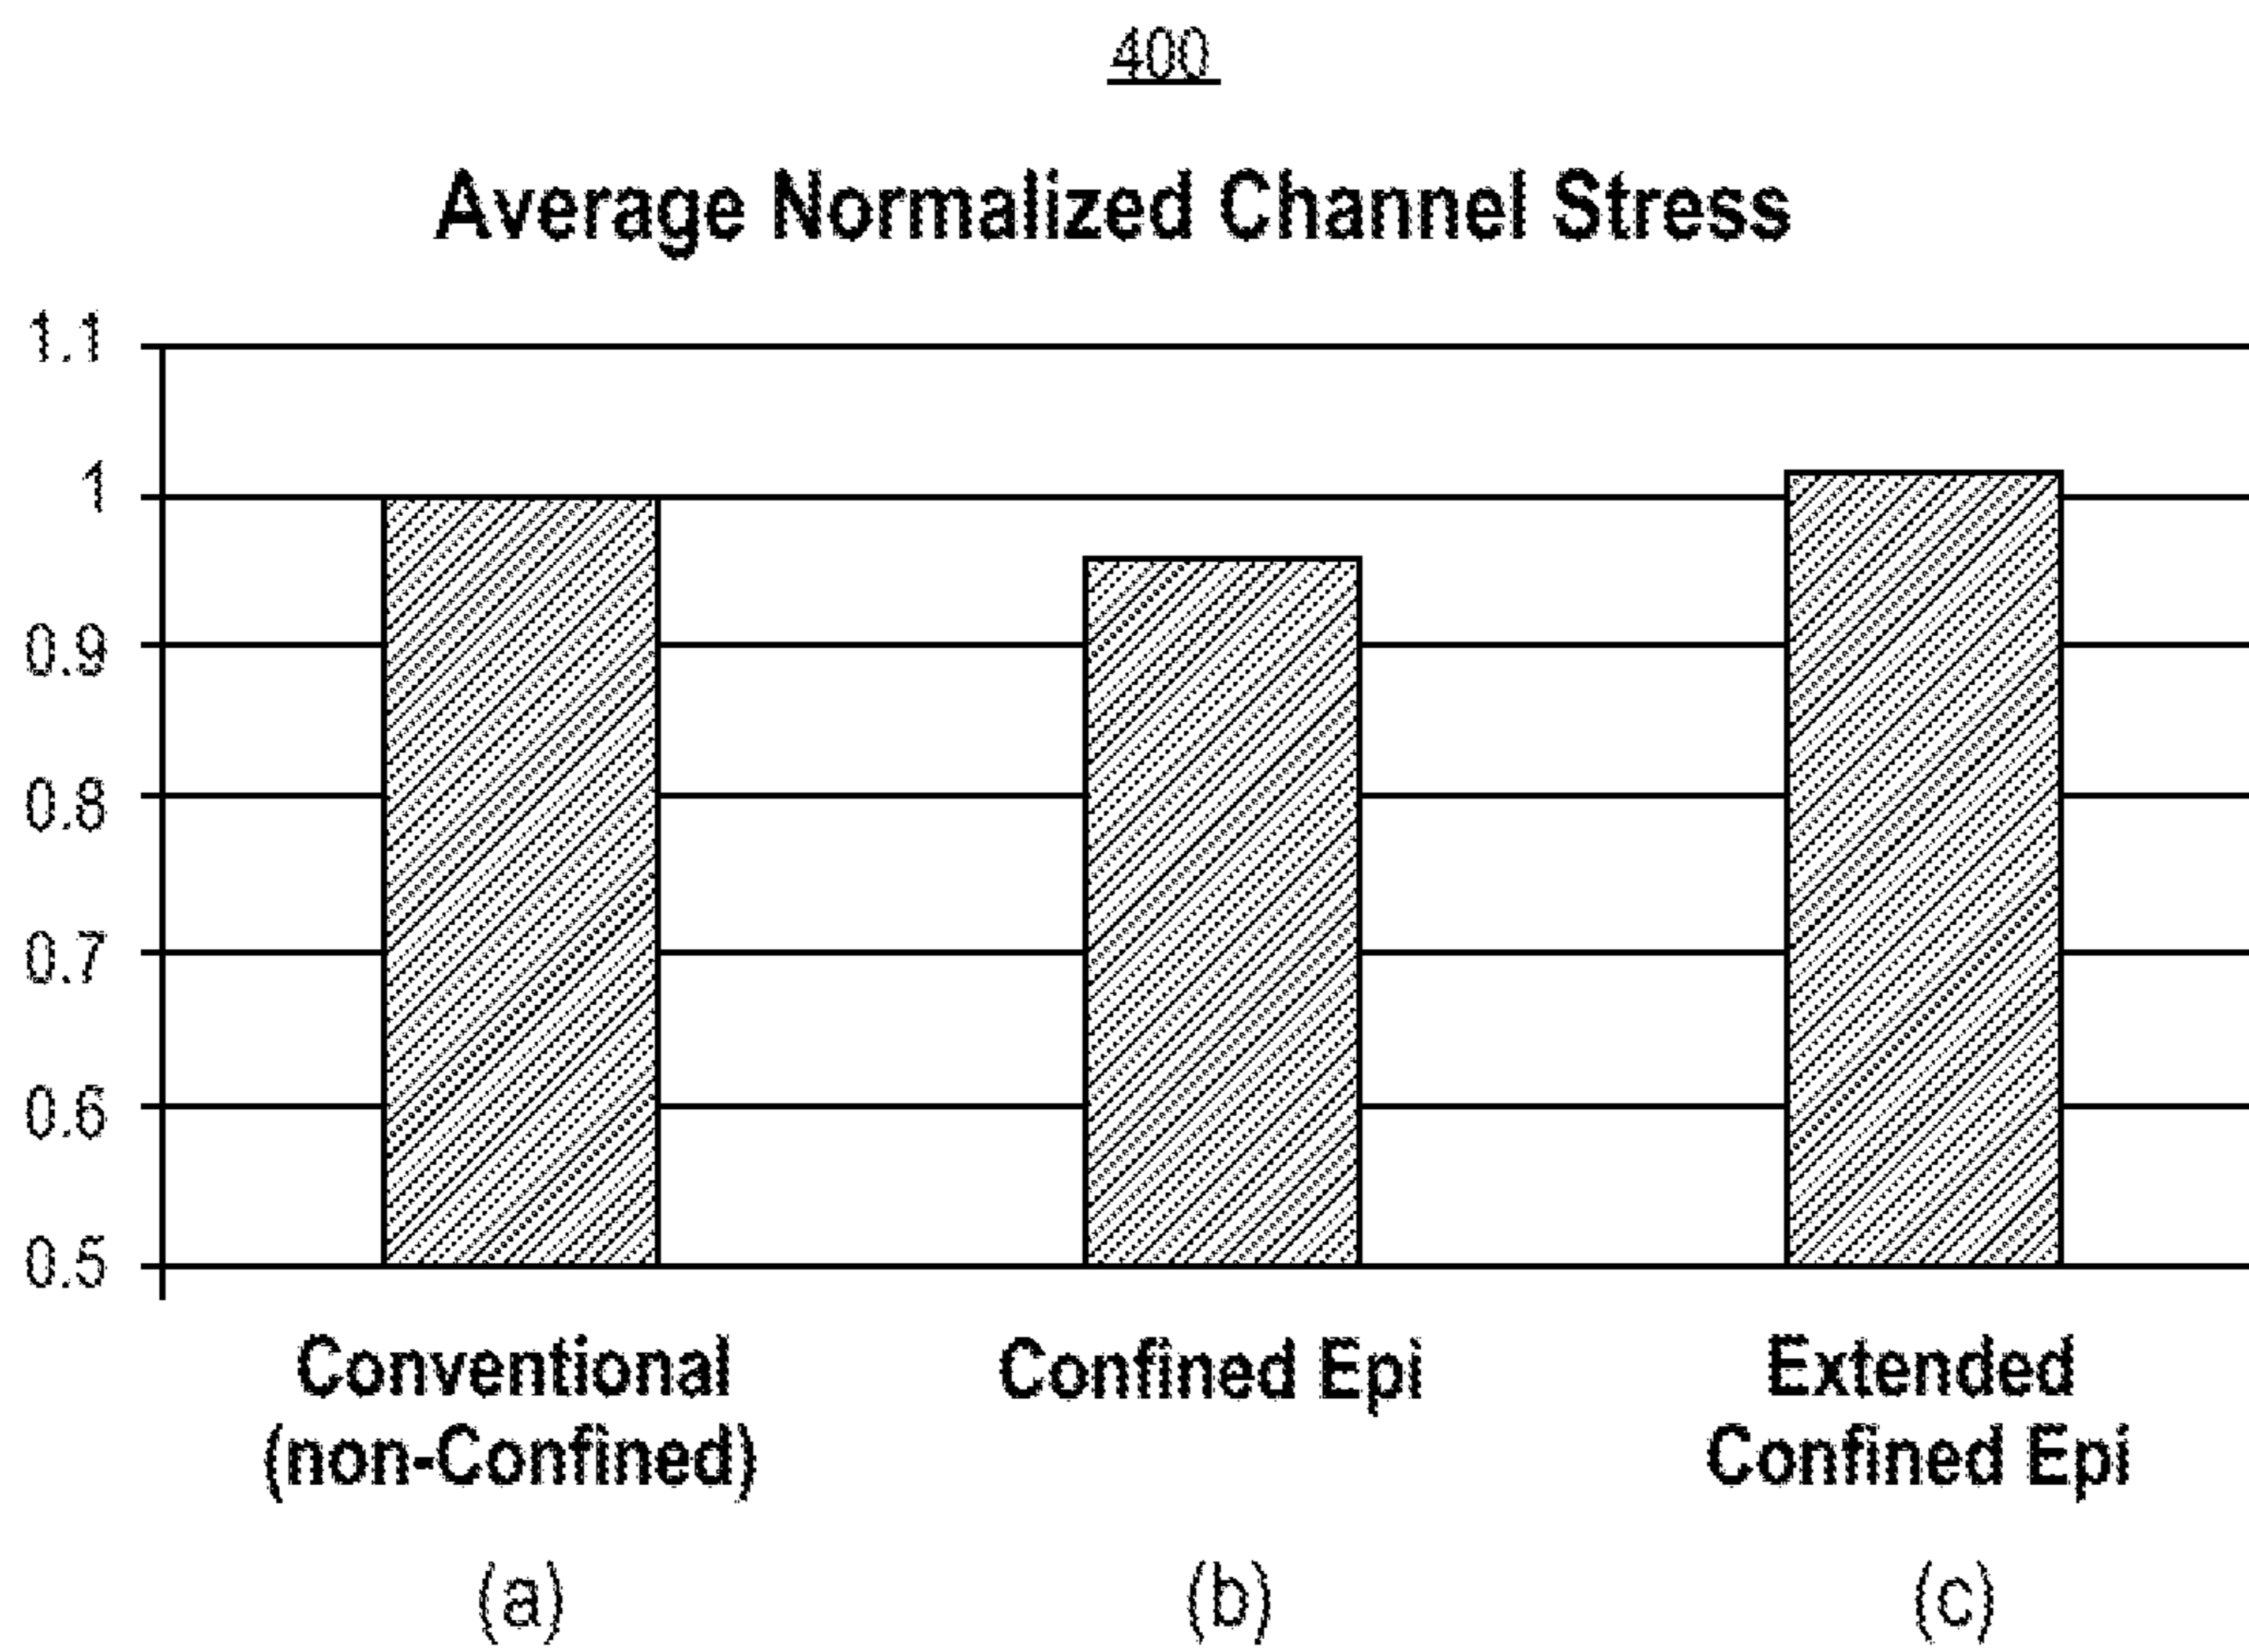 400
Average Normalized Channel Stress
1.1
1
0.9
0.8
0.7
0.6
0.5
Conventional
(non-Confined)
Confined Epi
Extended
Confined Epi
(a)
(b)
(c)